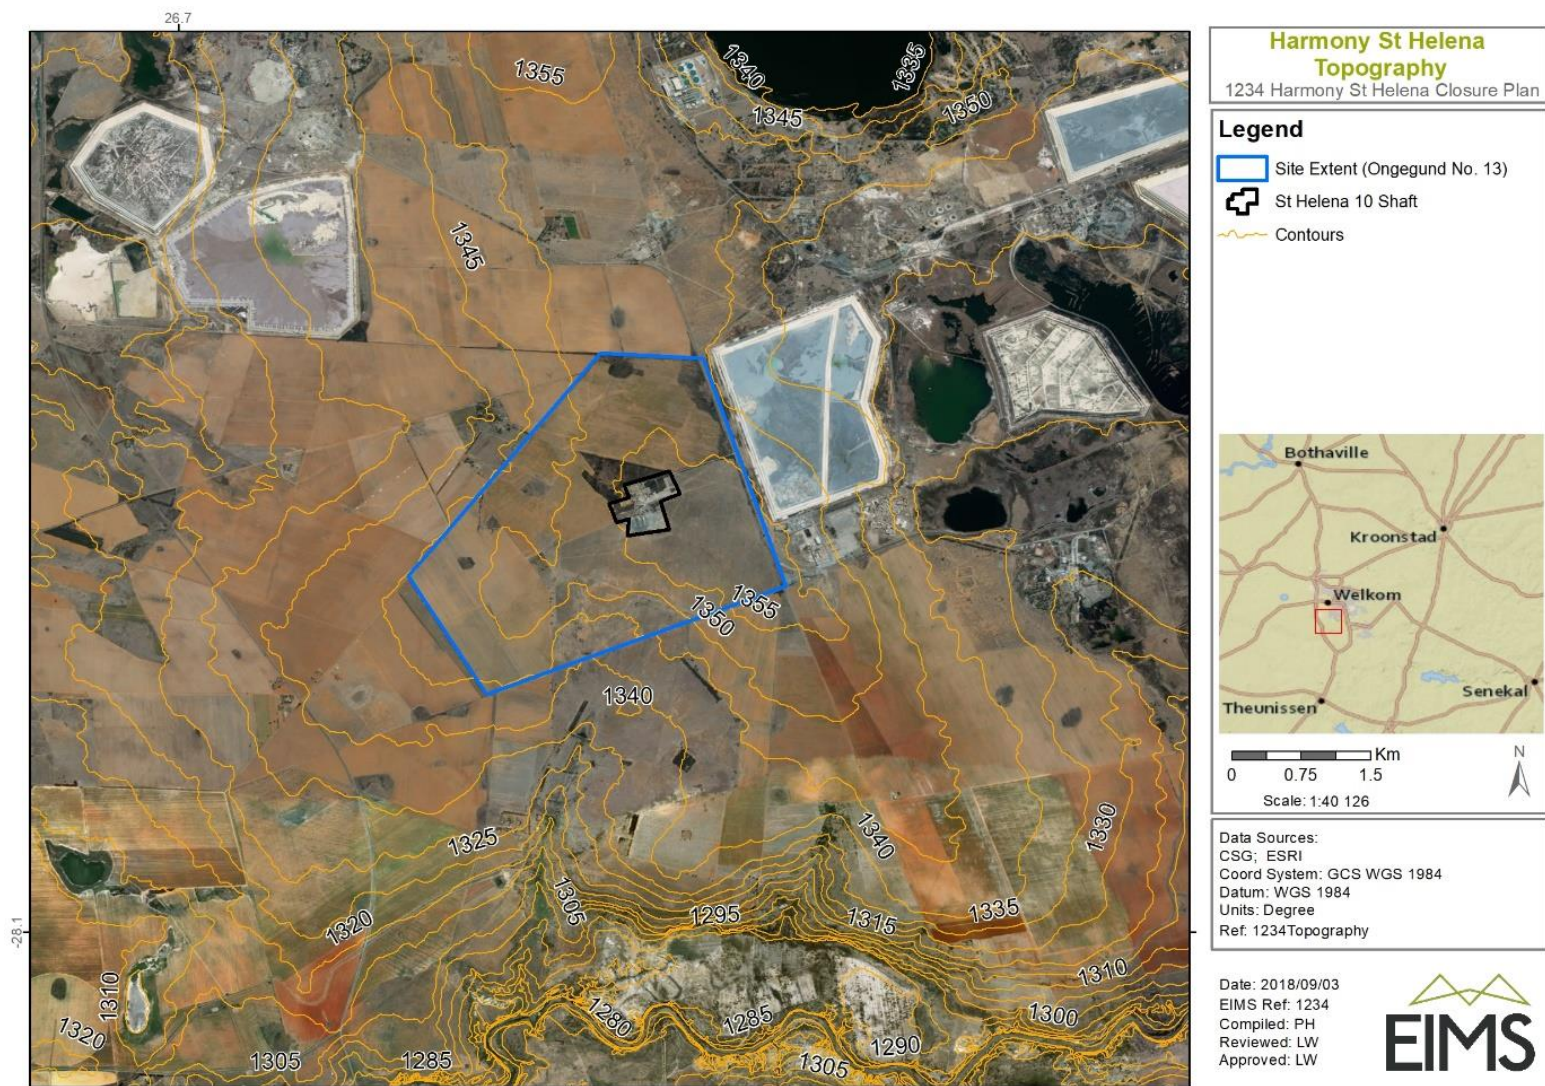 26.7
-28.1
1355
1340
1335
1345
1350
1345
1355
1350
1340
1325
1340
1330
1305
1295
1315
1335
1320
1310
1310
1320
1280
1285
1300
1305
1285
1305
1290
Harmony St Helena
Topography
1234 Harmony St Helena Closure Plan
Legend
Site Extent (Ongegund No. 13)
St Helena 10 Shaft
Contours
Bothaville
Kroonstad
Welkom
Senekal
Theunissen
Km
0 0.75 1.5
N
Scale: 1:40 126
Data Sources:
CSG; ESRI
Coord System: GCS WGS 1984
Datum: WGS 1984
Units: Degree
Ref: 1234Topography
Date: 2018/09/03
EIMS Ref: 1234
Compiled: PH
Reviewed: LW
Approved: LW
EIMS